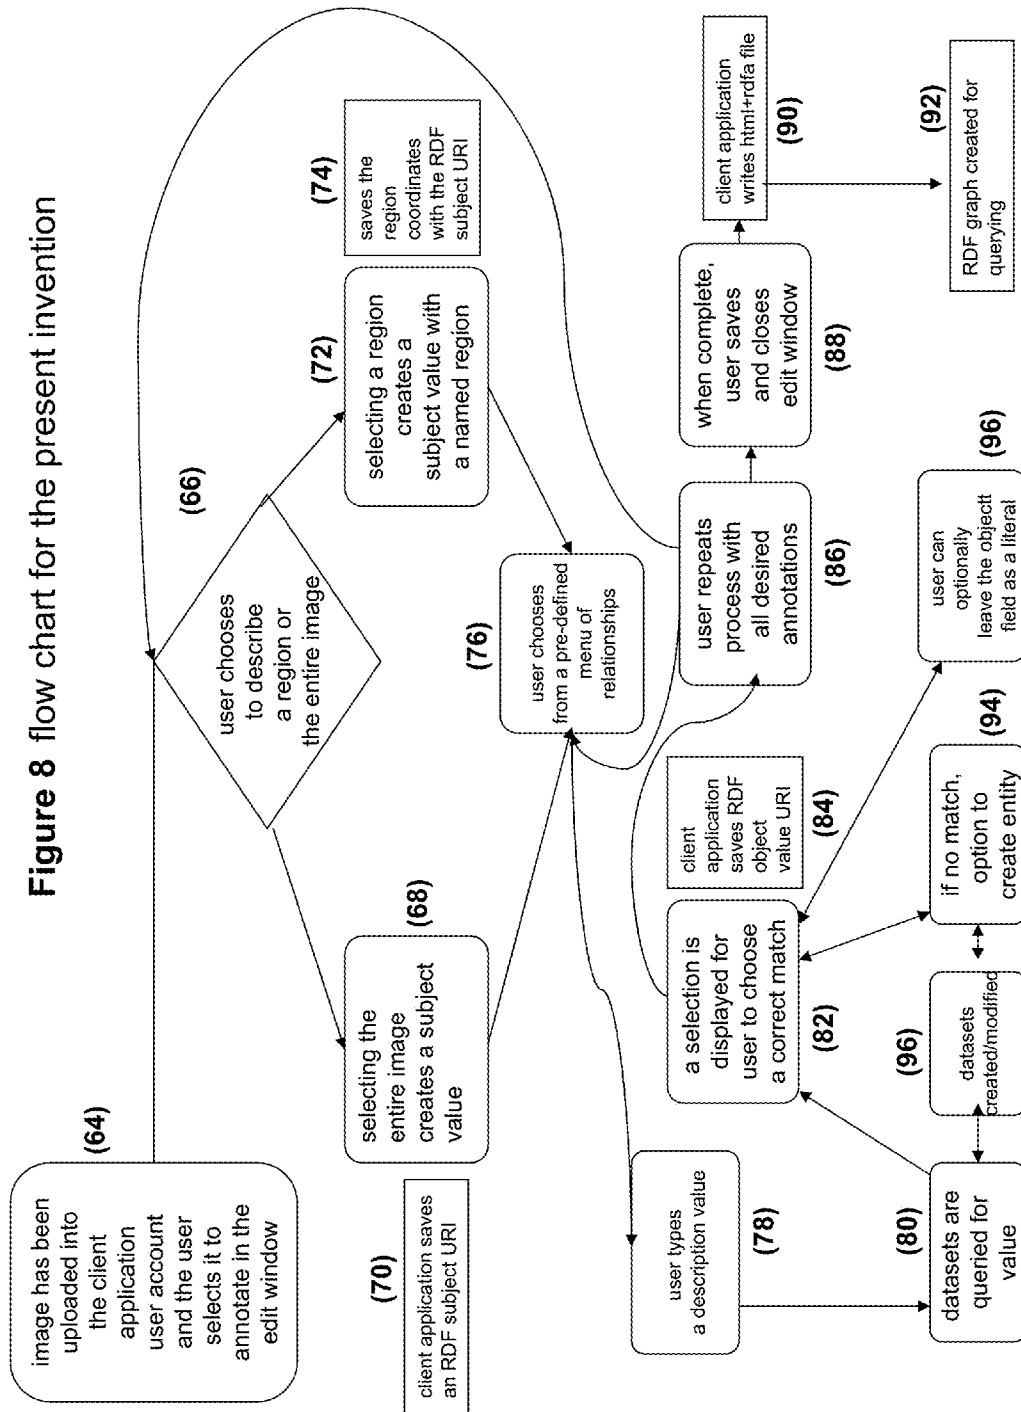 Figure 8 flow chart for the present invention
image has been
uploaded into
the client
application
user account
and the user
selects it to
annotate in the
edit window
(64)
user chooses
to describe
a region or
the entire image
(66)
selecting the
entire image
creates a subject
value
(68)
client application saves
an RDF subject URI
(70)
selecting a region
creates a
subject value with
a named region
(72)
saves the
region
coordinates
with the RDF
subject URI
(74)
user chooses
from a pre-defined
menu of
relationships
(76)
user types
a description value
(78)
datasets are
queried for
value
(80)
a selection is
displayed for
user to choose
a correct match
(82)
client
application
saves RDF
object
value URI
(84)
user repeats
process with
all desired
annotations
(86)
when complete,
user saves
and closes
edit window
(88)
client application
writes html+rdfa file
(90)
RDF graph created for
querying
(92)
if no match,
option to
create entity
(94)
datasets
created/modified
(96)
user can
optionally
leave the objectt
field as a literal
(96)